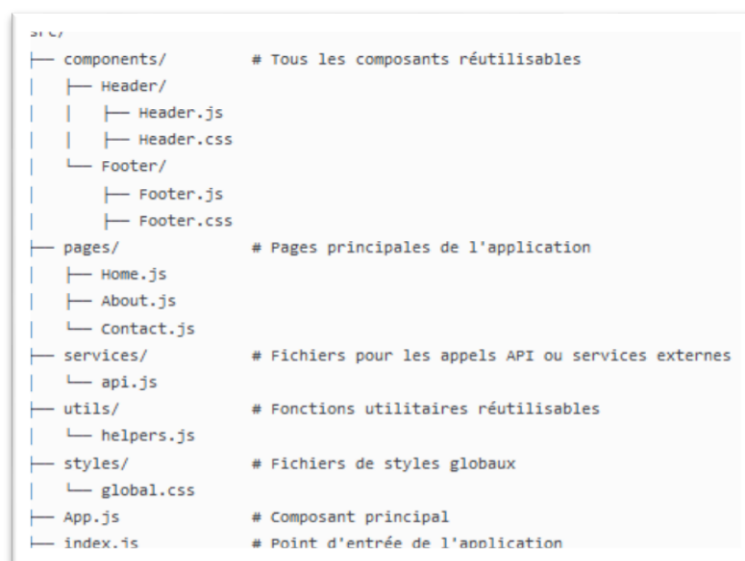 src/
├── components/ # Tous les composants réutilisables
│ ├── Header/
│ │ ├── Header.js
│ │ ├── Header.css
│ └── Footer/
│ ├── Footer.js
│ ├── Footer.css
├── pages/ # Pages principales de l'application
│ ├── Home.js
│ ├── About.js
│ └── Contact.js
├── services/ # Fichiers pour les appels API ou services externes
│ └── api.js
├── utils/ # Fonctions utilitaires réutilisables
│ └── helpers.js
├── styles/ # Fichiers de styles globaux
│ └── global.css
├── App.js # Composant principal
├── index.js # Point d'entrée de l'application